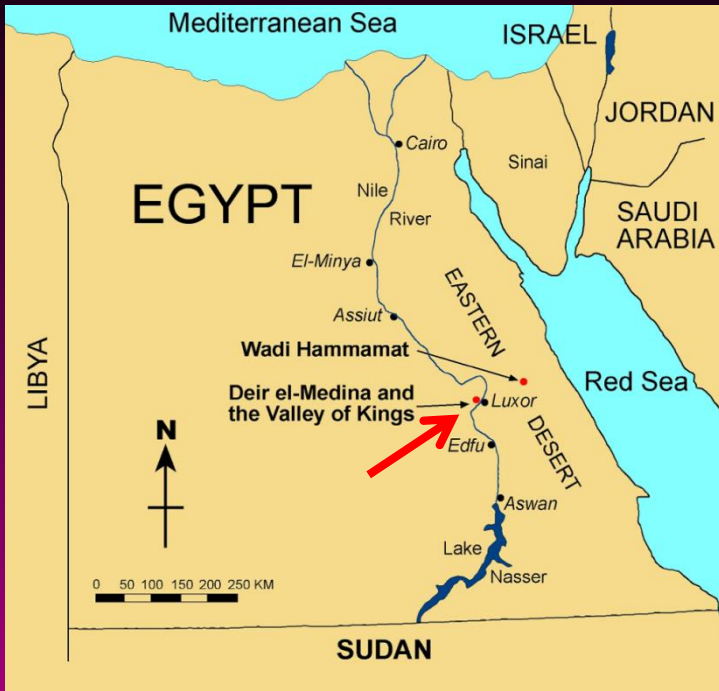 Mediterranean Sea
ISRAEL
JORDAN
Cairo
Sinai
Nile
EGYPT
River
SAUDI
ARABIA
El-Minya
EASTERN
Assiut
Wadi Hammamat
LIBYA
Red Sea
Deir el-Medina and
the Valley of Kings
Luxor
DESERT
N
Edfu
Aswan
Lake
Nasser
0 50 100 150 200 250 KM
SUDAN